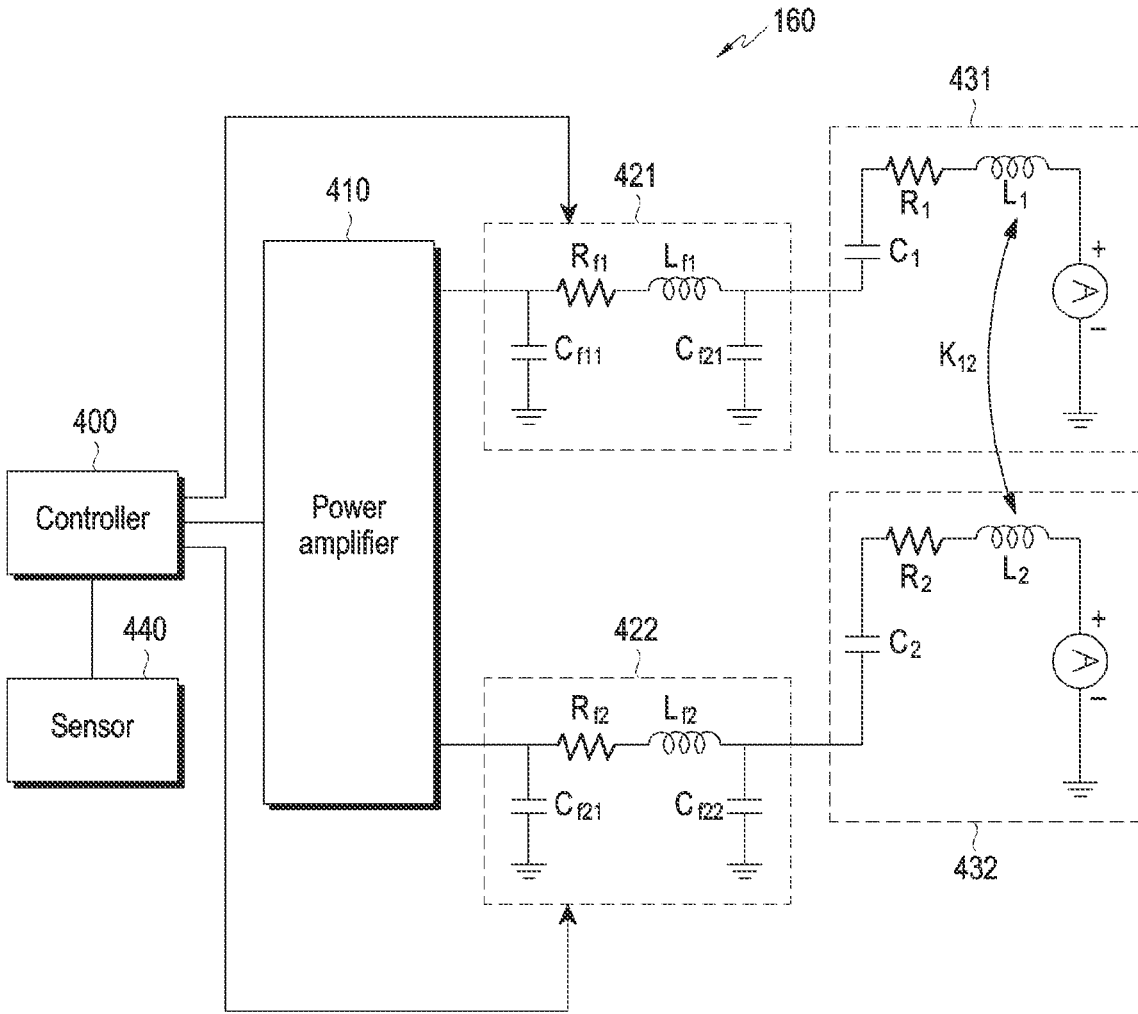 160
431
R1
L1
C1
+
A
−
K12
421
Rf1
Lf1
Cf11
Cf21
410
Power
amplifier
400
Controller
440
Sensor
422
Rf2
Lf2
Cf21
Cf22
R2
L2
C2
+
A
−
432